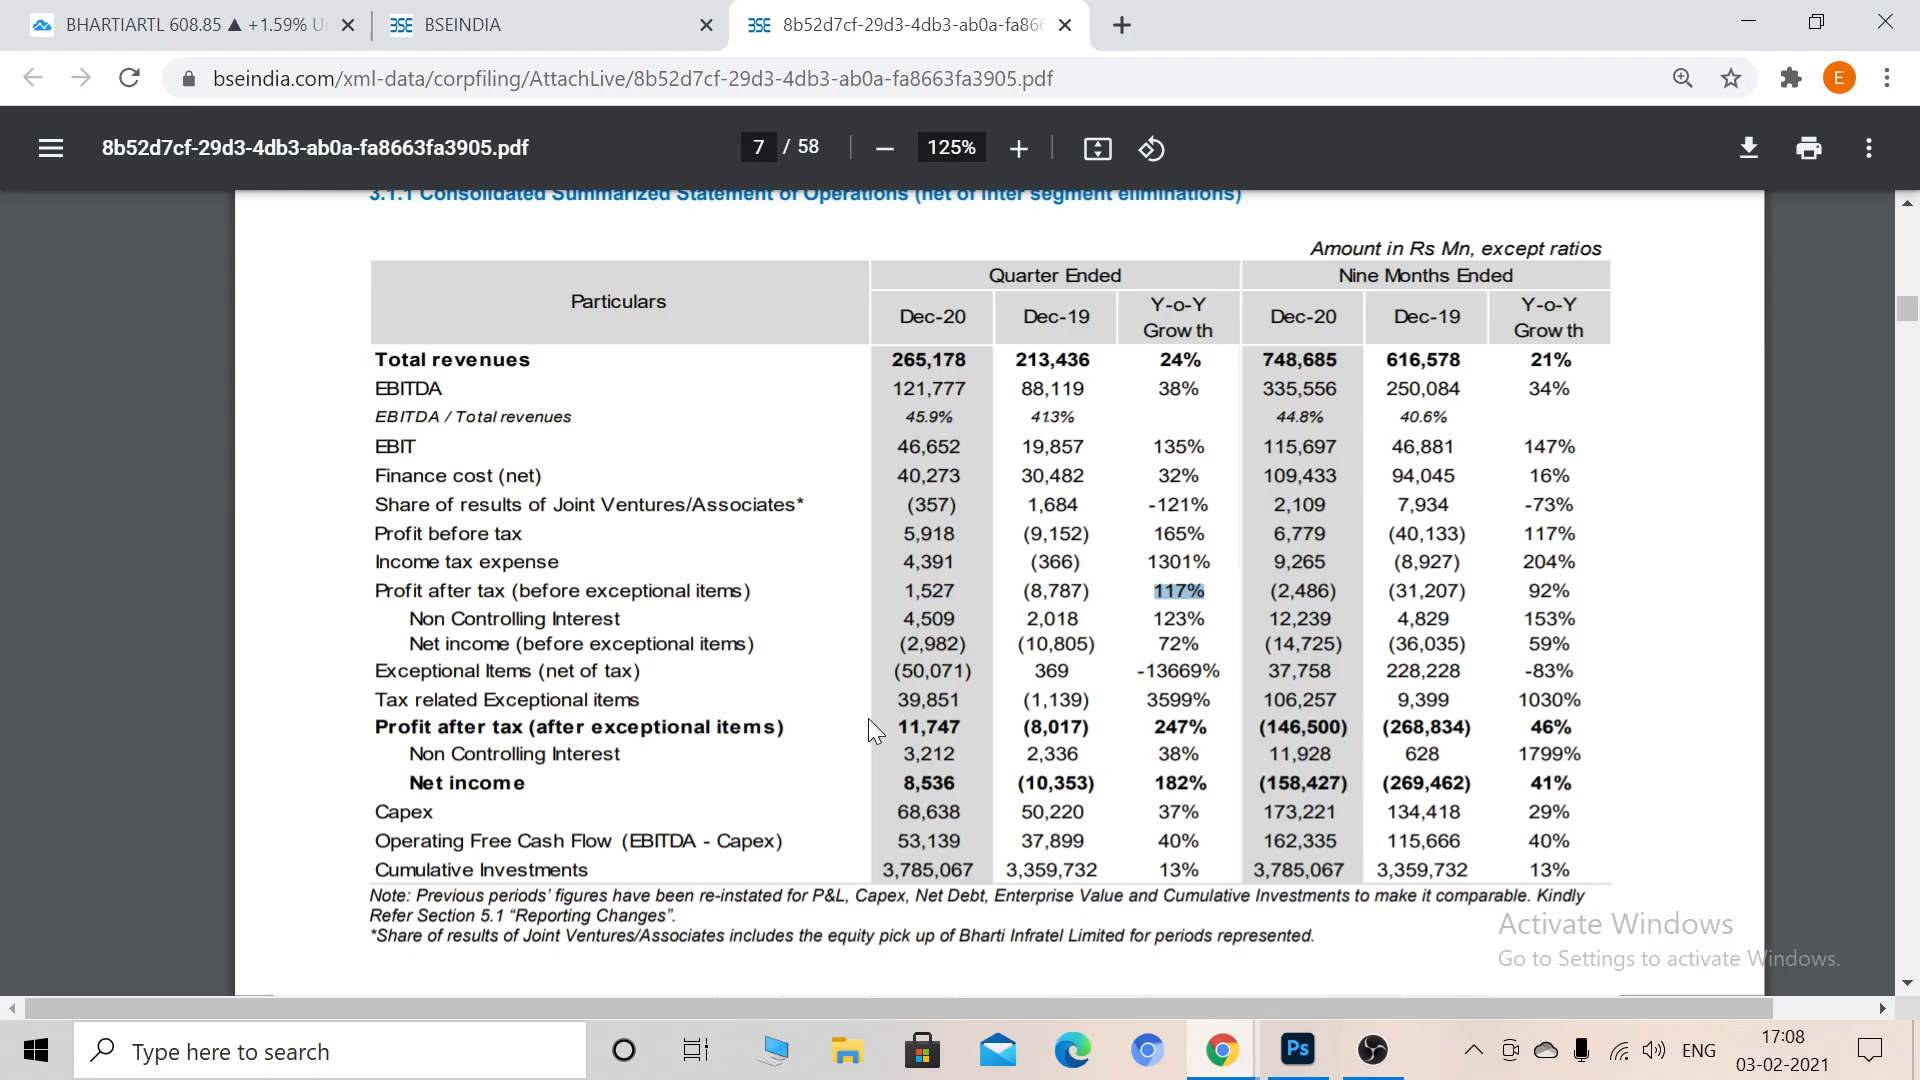 BHARTIARTL 608.85 ▲ +1.59% U
BSEINDIA
8b52d7cf-29d3-4db3-ab0a-fa866
bseindia.com/xml-data/corpfiling/AttachLive/8b52d7cf-29d3-4db3-ab0a-fa8663fa3905.pdf
E
8b52d7cf-29d3-4db3-ab0a-fa8663fa3905.pdf
7 / 58
125%
3.1.1 Consolidated Summarized Statement of Operations (net of inter segment eliminations)
Amount in Rs Mn, except ratios
Particulars Quarter Ended Nine Months Ended
Dec-20 Dec-19 Y-o-Y Growth Dec-20 Dec-19 Y-o-Y Growth
Total revenues 265,178 213,436 24% 748,685 616,578 21%
EBITDA 121,777 88,119 38% 335,556 250,084 34%
EBITDA / Total revenues 45.9% 41.3% 44.8% 40.6%
EBIT 46,652 19,857 135% 115,697 46,881 147%
Finance cost (net) 40,273 30,482 32% 109,433 94,045 16%
Share of results of Joint Ventures/Associates* (357) 1,684 -121% 2,109 7,934 -73%
Profit before tax 5,918 (9,152) 165% 6,779 (40,133) 117%
Income tax expense 4,391 (366) 1301% 9,265 (8,927) 204%
Profit after tax (before exceptional items) 1,527 (8,787) 117% (2,486) (31,207) 92%
Non Controlling Interest 4,509 2,018 123% 12,239 4,829 153%
Net income (before exceptional items) (2,982) (10,805) 72% (14,725) (36,035) 59%
Exceptional Items (net of tax) (50,071) 369 -13669% 37,758 228,228 -83%
Tax related Exceptional items 39,851 (1,139) 3599% 106,257 9,399 1030%
Profit after tax (after exceptional items) 11,747 (8,017) 247% (146,500) (268,834) 46%
Non Controlling Interest 3,212 2,336 38% 11,928 628 1799%
Net income 8,536 (10,353) 182% (158,427) (269,462) 41%
Capex 68,638 50,220 37% 173,221 134,418 29%
Operating Free Cash Flow (EBITDA - Capex) 53,139 37,899 40% 162,335 115,666 40%
Cumulative Investments 3,785,067 3,359,732 13% 3,785,067 3,359,732 13%
Note: Previous periods' figures have been re-instated for P&L, Capex, Net Debt, Enterprise Value and Cumulative Investments to make it comparable. Kindly
Refer Section 5.1 "Reporting Changes".
*Share of results of Joint Ventures/Associates includes the equity pick up of Bharti Infratel Limited for periods represented.
Activate Windows
Go to Settings to activate Windows.
Type here to search
Ps
ENG
17:08
03-02-2021